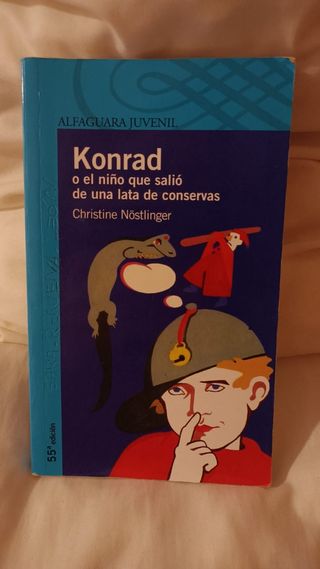 ALFAGUARA JUVENIL
Konrad
o el niño que salió
de una lata de conservas
Christine Nöstlinger
55ª edición